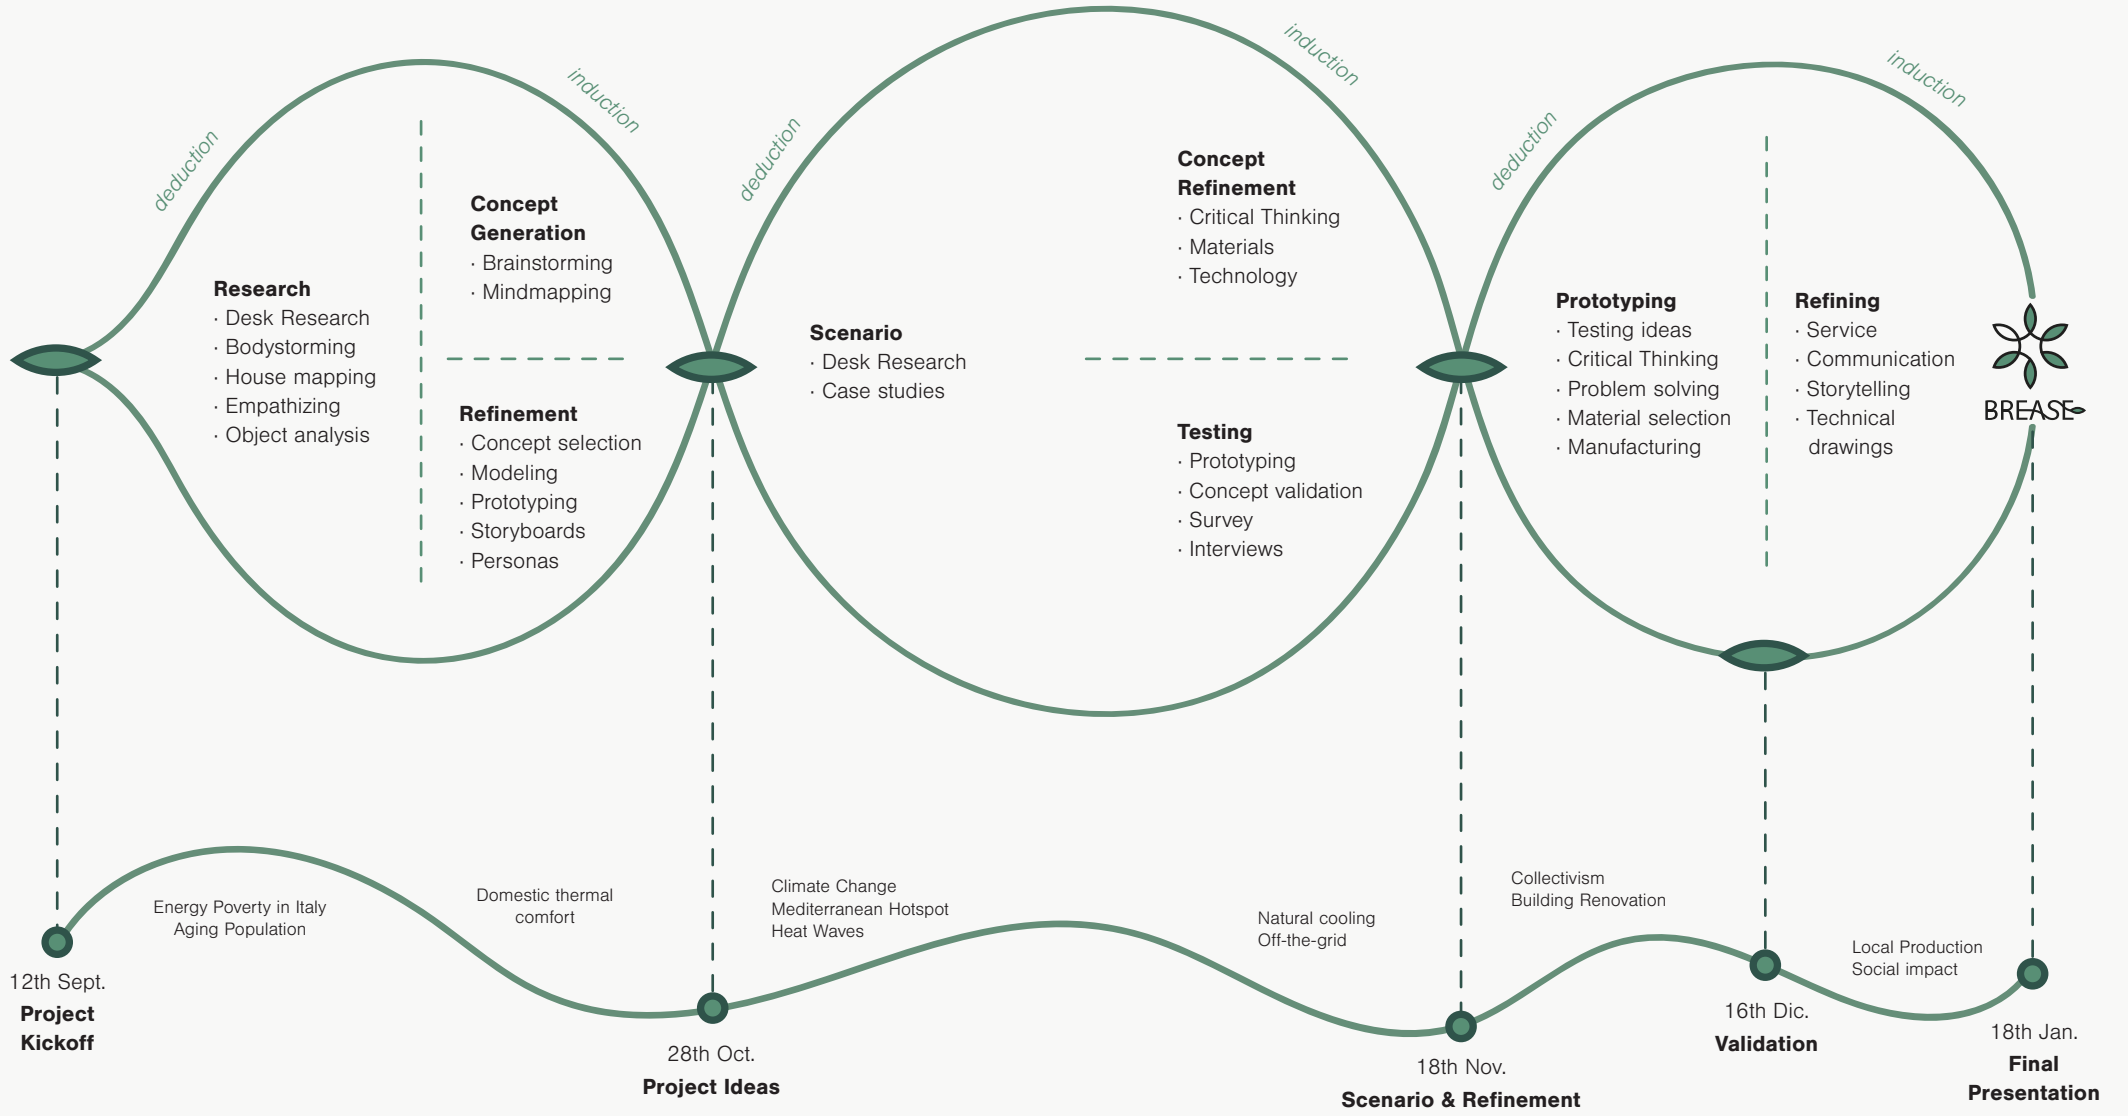 deduction
induction
Research
· Desk Research
· Bodystorming
· House mapping
· Empathizing
· Object analysis
Concept
Generation
· Brainstorming
· Mindmapping
Refinement
· Concept selection
· Modeling
· Prototyping
· Storyboards
· Personas
deduction
induction
Scenario
· Desk Research
· Case studies
Concept
Refinement
· Critical Thinking
· Materials
· Technology
Testing
· Prototyping
· Concept validation
· Survey
· Interviews
deduction
induction
Prototyping
· Testing ideas
· Critical Thinking
· Problem solving
· Material selection
· Manufacturing
Refining
· Service
· Communication
· Storytelling
· Technical
drawings
BREASE
Energy Poverty in Italy
Aging Population
Domestic thermal
comfort
Climate Change
Mediterranean Hotspot
Heat Waves
Natural cooling
Off-the-grid
Collectivism
Building Renovation
Local Production
Social impact
12th Sept.
Project
Kickoff
28th Oct.
Project Ideas
18th Nov.
Scenario & Refinement
16th Dic.
Validation
18th Jan.
Final
Presentation